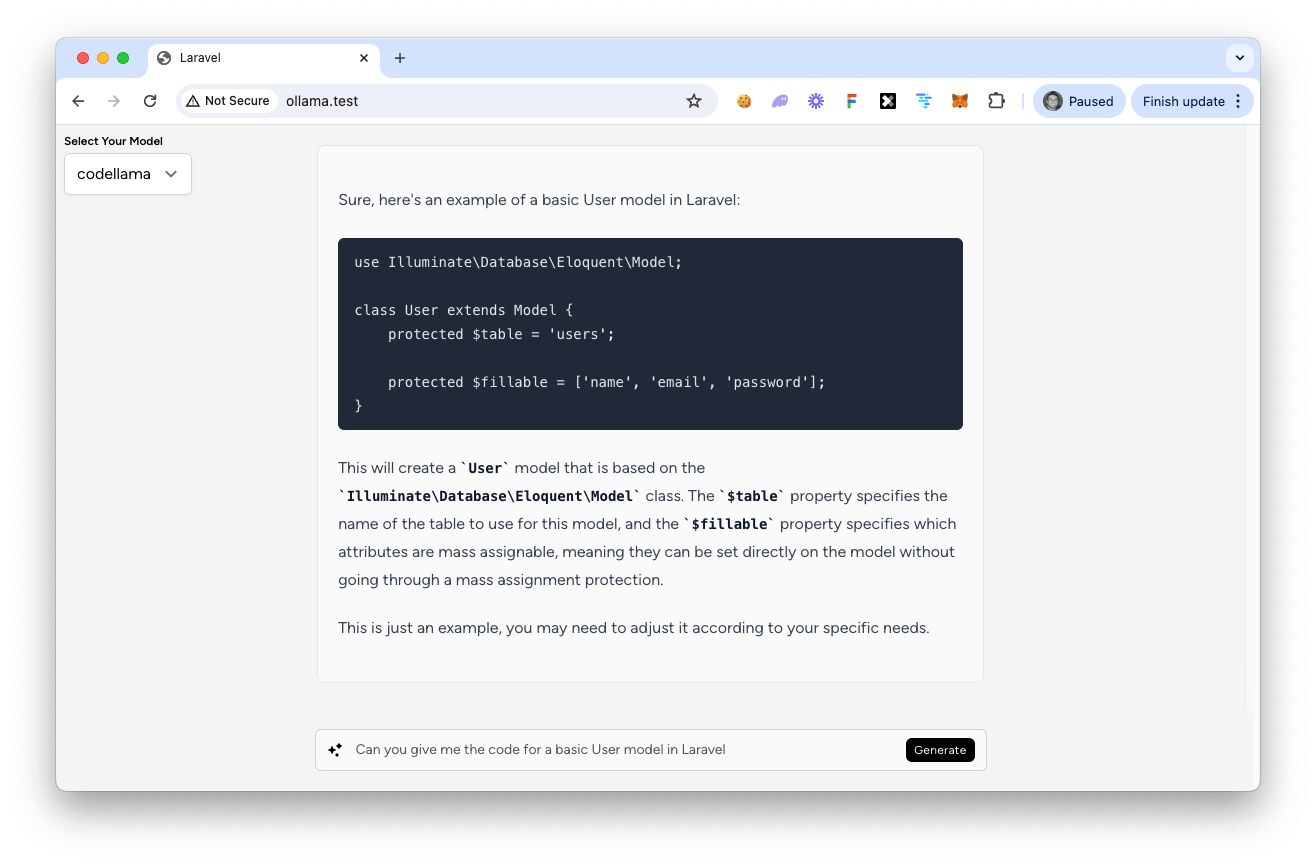 Laravel
Not Secure
ollama.test
Paused
Finish update
Select Your Model
codellama
Sure, here's an example of a basic User model in Laravel:
use Illuminate\Database\Eloquent\Model;
class User extends Model {
    protected $table = 'users';
    protected $fillable = ['name', 'email', 'password'];
}
This will create a `User` model that is based on the
`Illuminate\Database\Eloquent\Model` class. The `$table` property specifies the
name of the table to use for this model, and the `$fillable` property specifies which
attributes are mass assignable, meaning they can be set directly on the model without
going through a mass assignment protection.
This is just an example, you may need to adjust it according to your specific needs.
Can you give me the code for a basic User model in Laravel
Generate